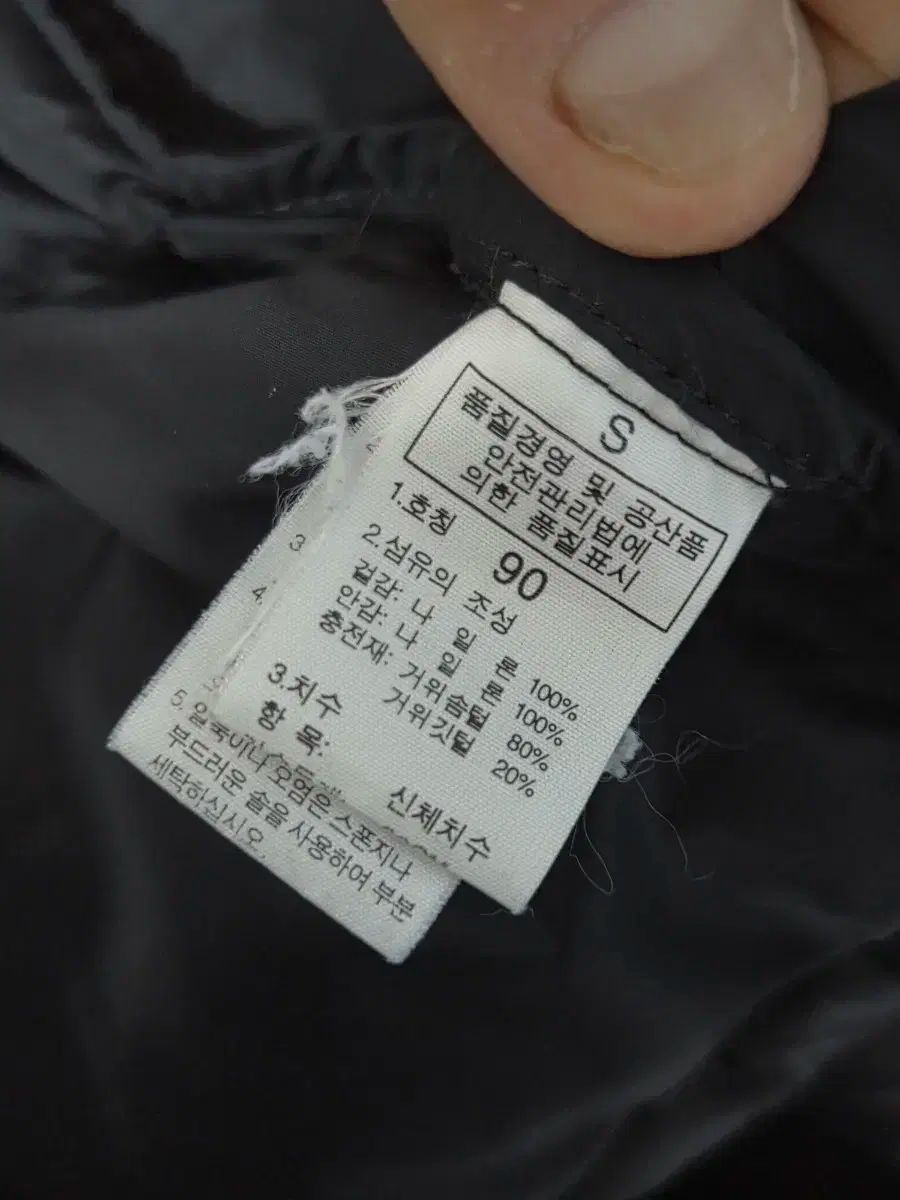 S
품질경영 및 공산품
안전관리법에
의한 품질표시
1.호칭 90
2.섬유의 조성
겉감: 나 일 론 100%
안감: 나 일 론 100%
충전재: 거위솜털 80%
거위깃털 20%
3.치수
항 목: 신체치수
3
4.
5. 얼룩이나 오염은 스폰지나
부드러운 솔을 사용하여 부분
세탁하십시오.